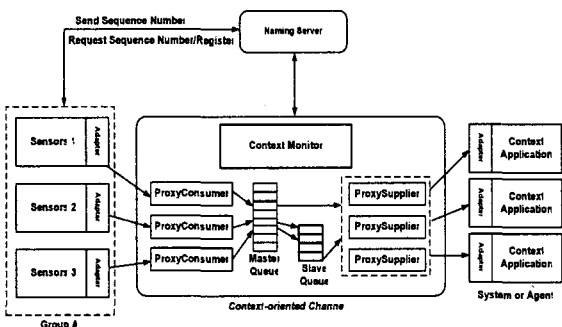 Send Sequence Number
Naming Server
Request Sequence Number/Register
Context Monitor
Sensors 1
Adapter
Sensors 2
Adapter
Sensors 3
Adapter
Group A
ProxyConsumer
ProxyConsumer
ProxyConsumer
Master
Queue
Slave
Queue
ProxySupplier
ProxySupplier
ProxySupplier
Context-oriented Channel
Adapter
Context
Application
Adapter
Context
Application
Adapter
Context
Application
System or Agent